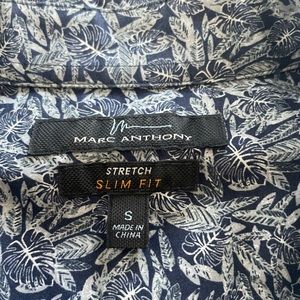 MARC ANTHONY
STRETCH
SLIM FIT
S
MADE IN
CHINA